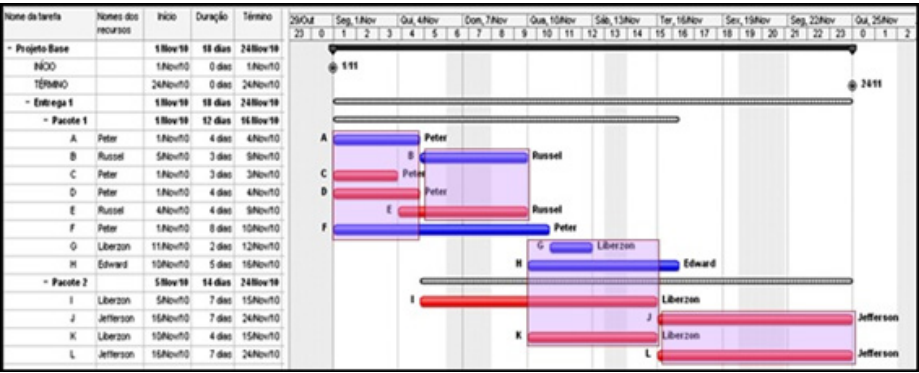 Nome da tarefa Nomes dos recursos Início Duração Término 29/Out Seg, 1/Nov Qui, 4/Nov Dom, 7/Nov Qua, 10/Nov Sáb, 13/Nov Ter, 16/Nov Sex, 19/Nov Seg, 22/Nov Qui, 25/Nov
23 0 1 2 3 4 5 6 7 8 9 10 11 12 13 14 15 16 17 18 19 20 21 22 23 0 1 2
- Projeto Base 1/Nov/10 18 dias 24/Nov/10
INÍCIO 1/Nov/10 0 dias 1/Nov/10 1/11
TÉRMINO 24/Nov/10 0 dias 24/Nov/10 24/11
- Entrega 1 1/Nov/10 18 dias 24/Nov/10
- Pacote 1 1/Nov/10 12 dias 16/Nov/10
A Peter 1/Nov/10 4 dias 4/Nov/10 A Peter
B Russel 5/Nov/10 3 dias 9/Nov/10 B Russel
C Peter 1/Nov/10 3 dias 3/Nov/10 C Peter
D Peter 1/Nov/10 4 dias 4/Nov/10 D Peter
E Russel 4/Nov/10 4 dias 9/Nov/10 E Russel
F Peter 1/Nov/10 8 dias 10/Nov/10 F Peter
G Liberzon 11/Nov/10 2 dias 12/Nov/10 G Liberzon
H Edward 10/Nov/10 5 dias 16/Nov/10 H Edward
- Pacote 2 5/Nov/10 14 dias 24/Nov/10
I Liberzon 5/Nov/10 7 dias 15/Nov/10 I Liberzon
J Jefferson 16/Nov/10 7 dias 24/Nov/10 J Jefferson
K Liberzon 10/Nov/10 4 dias 15/Nov/10 K Liberzon
L Jefferson 16/Nov/10 7 dias 24/Nov/10 L Jefferson